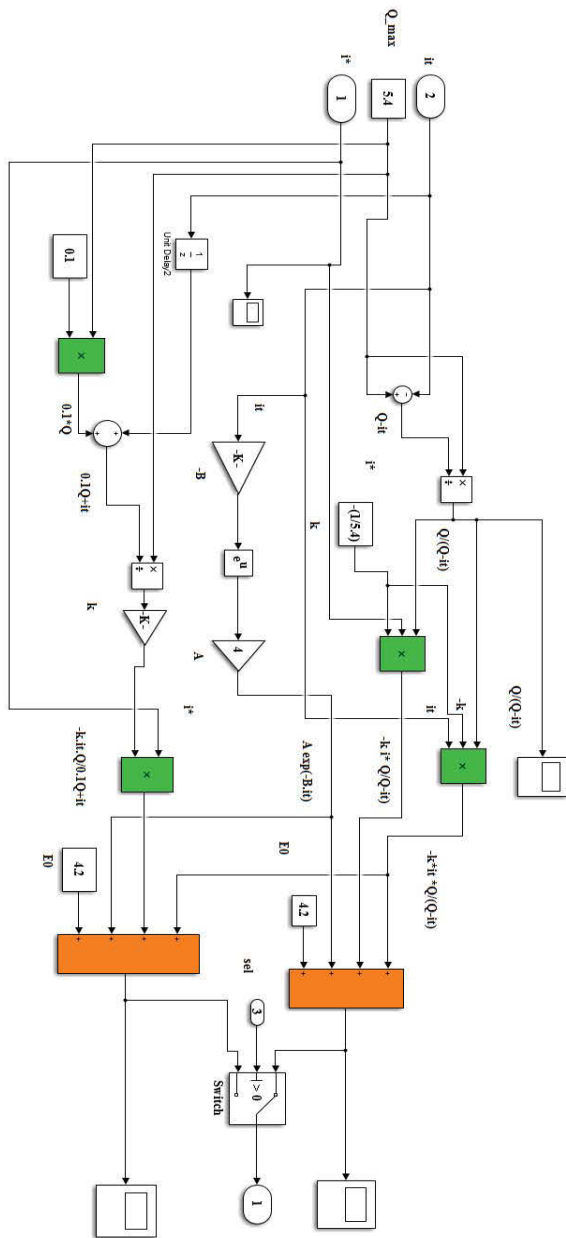 Q/(Q-it)
it
2
-
+
Q-it
×
÷
Q/(Q-it)
-k
it
×
-k*it *Q/(Q-it)
Q_max
5.4
i*
-(1/5.4)
×
-k i* Q/(Q-it)
i*
1
k
E0
4.2
+
+
+
+
it
-K-
-B
e
u
4
A
A exp(-B.it)
sel
3
> 0
Switch
1
1
z
Unit Delay2
0.1
×
0.1*Q
+
+
0.1Q+it
×
÷
-K-
k
i*
×
-k.it.Q/0.1Q+it
E0
4.2
+
+
+
+